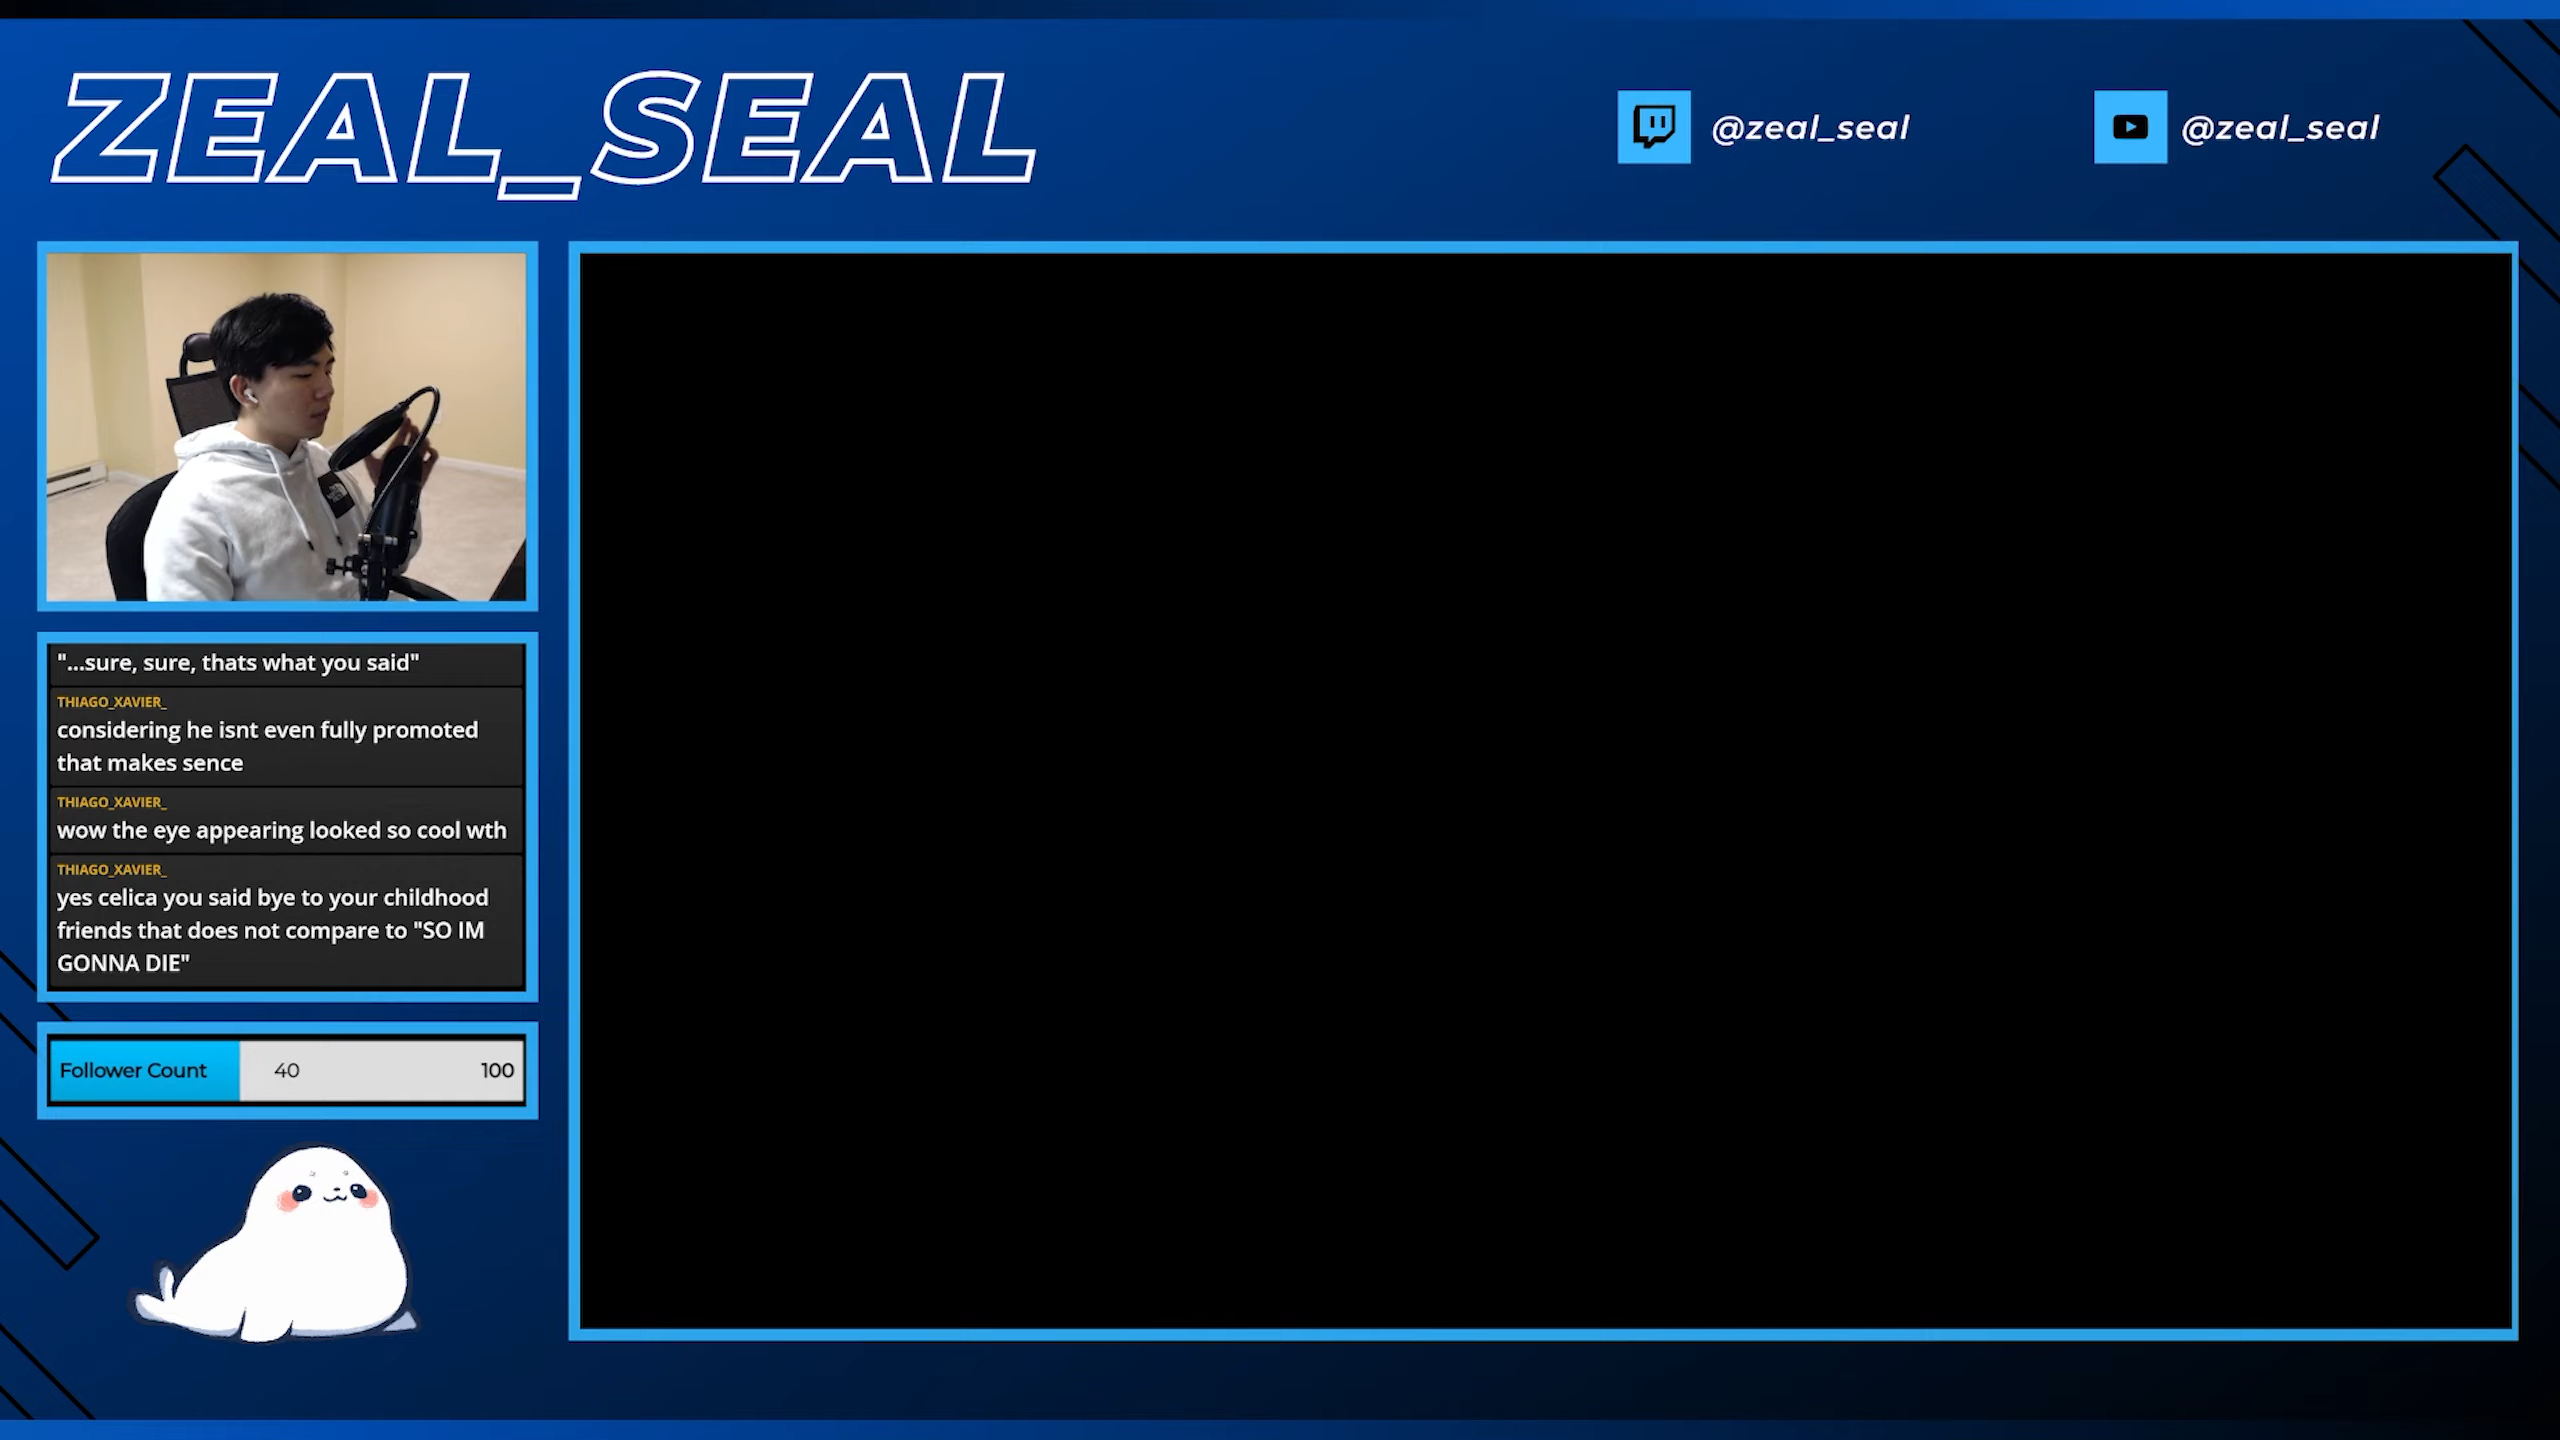 ZEAL_SEAL
@zeal_seal
@zeal_seal
"...sure, sure, thats what you said"
THIAGO_XAVIER_
considering he isnt even fully promoted
that makes sence
THIAGO_XAVIER_
wow the eye appearing looked so cool wth
THIAGO_XAVIER_
yes celica you said bye to your childhood
friends that does not compare to "SO IM
GONNA DIE"
Follower Count 40 100